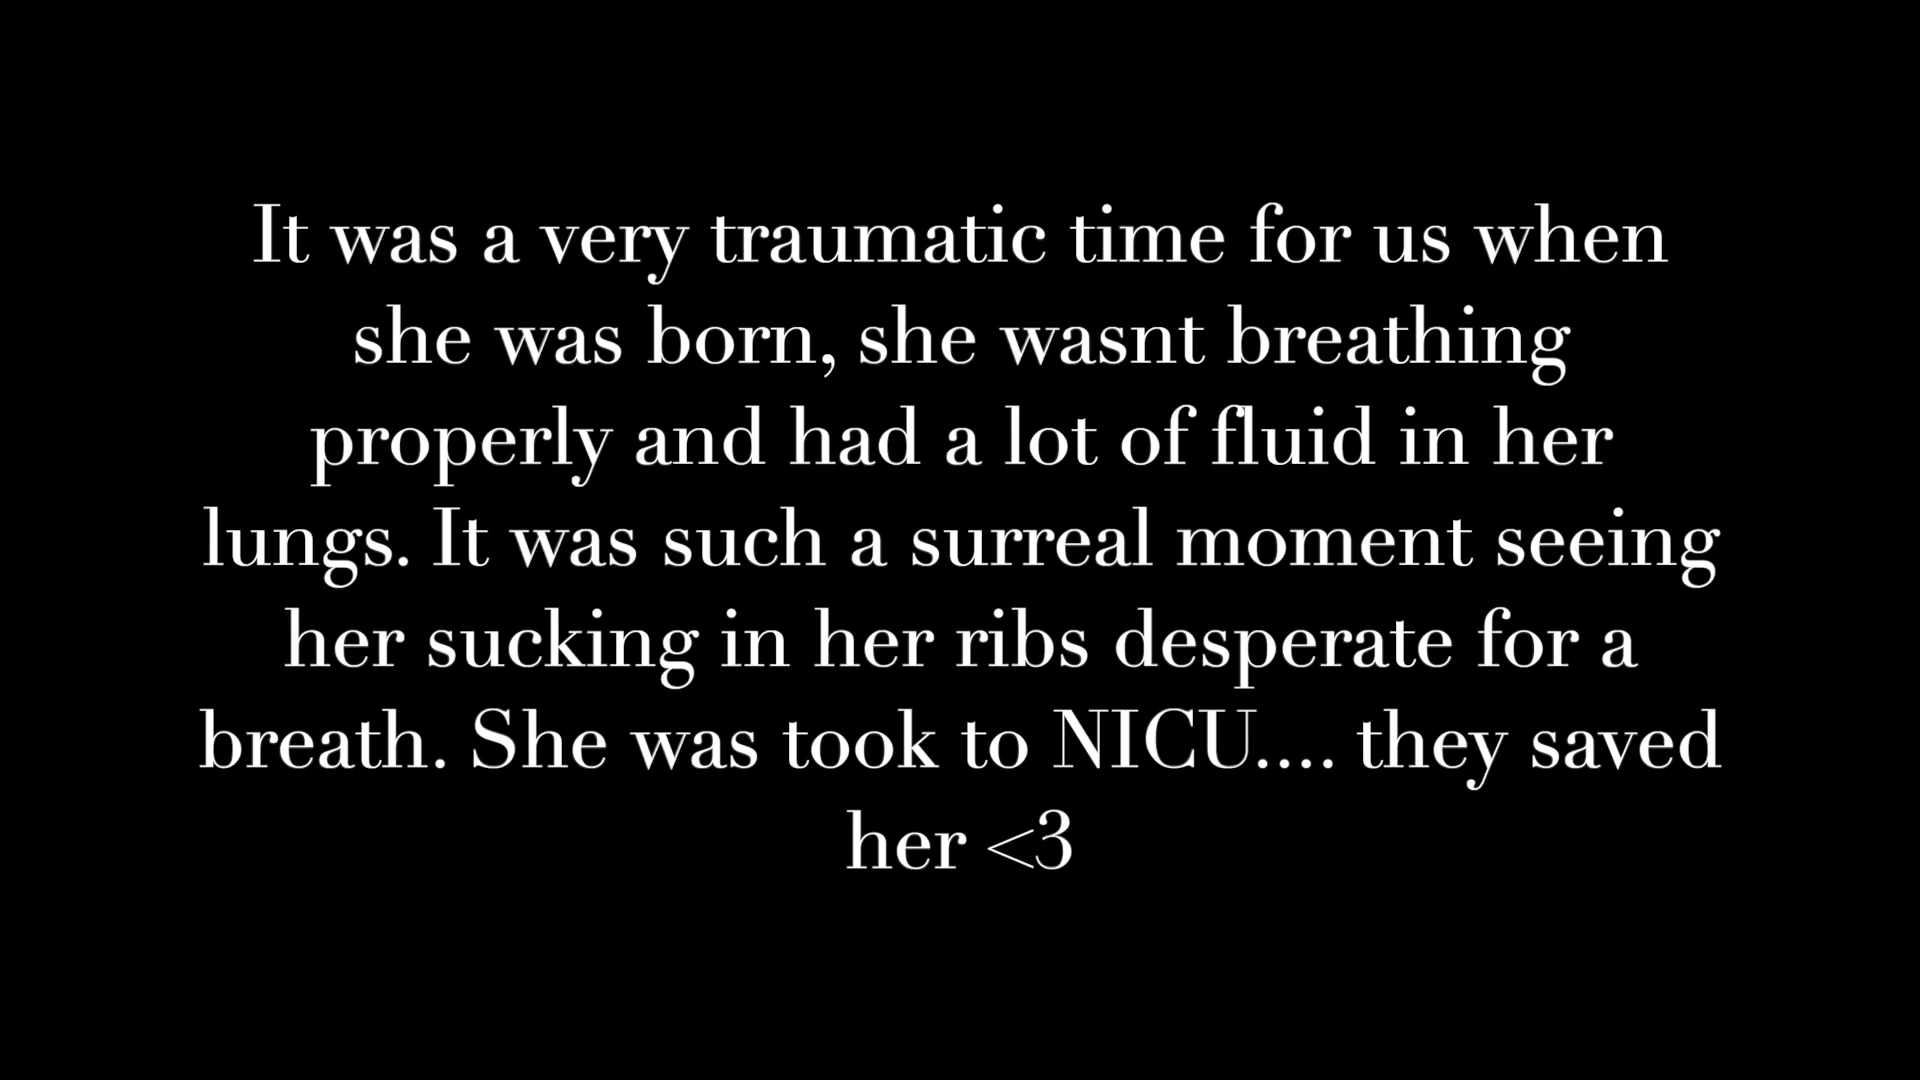 It was a very traumatic time for us when
she was born, she wasnt breathing
properly and had a lot of fluid in her
lungs. It was such a surreal moment seeing
her sucking in her ribs desperate for a
breath. She was took to NICU.... they saved
her <3